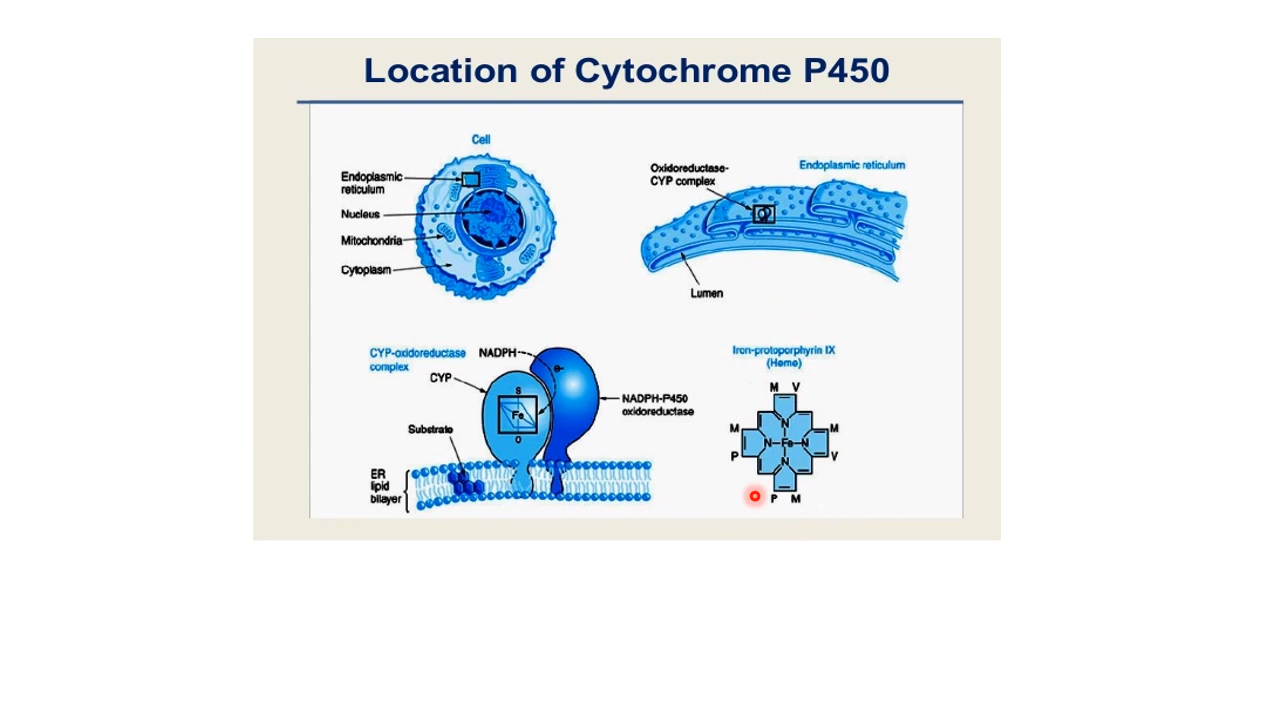 Location of Cytochrome P450
Cell
Endoplasmic
reticulum
Nucleus
Mitochondria
Cytoplasm
Oxidoreductase-
CYP complex
Endoplasmic reticulum
Lumen
CYP-oxidoreductase
complex
NADPH
CYP
e-
S
Fe
O
NADPH-P450
oxidoreductase
Substrate
ER
lipid
bilayer
Iron-protoporphyrin IX
(Heme)
M V
M M
N
N Fe N
N
P V
P M